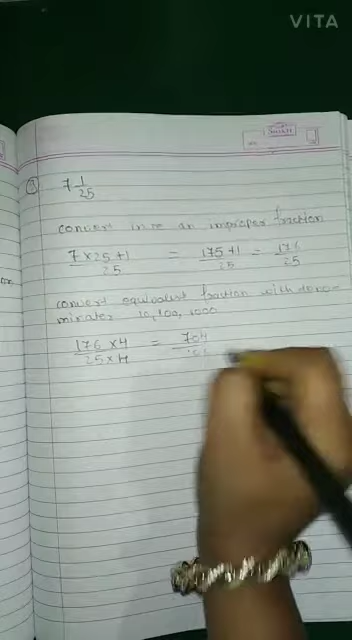 VITA
7 1/25
convert into an improper fraction
7 × 25 + 1 / 25 = 175 + 1 / 25 = 176 / 25
convert equivalent fraction with deno-
minater 10, 100, 1000
176 × 4 / 25 × 4 = 704